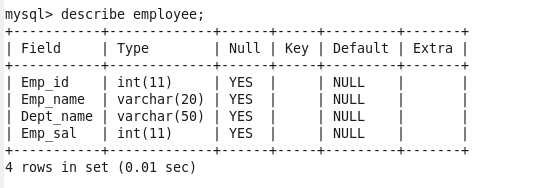 mysql> describe employee;
+-----------+-------------+------+-----+---------+-------+
| Field     | Type        | Null | Key | Default | Extra |
+-----------+-------------+------+-----+---------+-------+
| Emp_id    | int(11)     | YES  |     | NULL    |       |
| Emp_name  | varchar(20) | YES  |     | NULL    |       |
| Dept_name | varchar(50) | YES  |     | NULL    |       |
| Emp_sal   | int(11)     | YES  |     | NULL    |       |
+-----------+-------------+------+-----+---------+-------+
4 rows in set (0.01 sec)